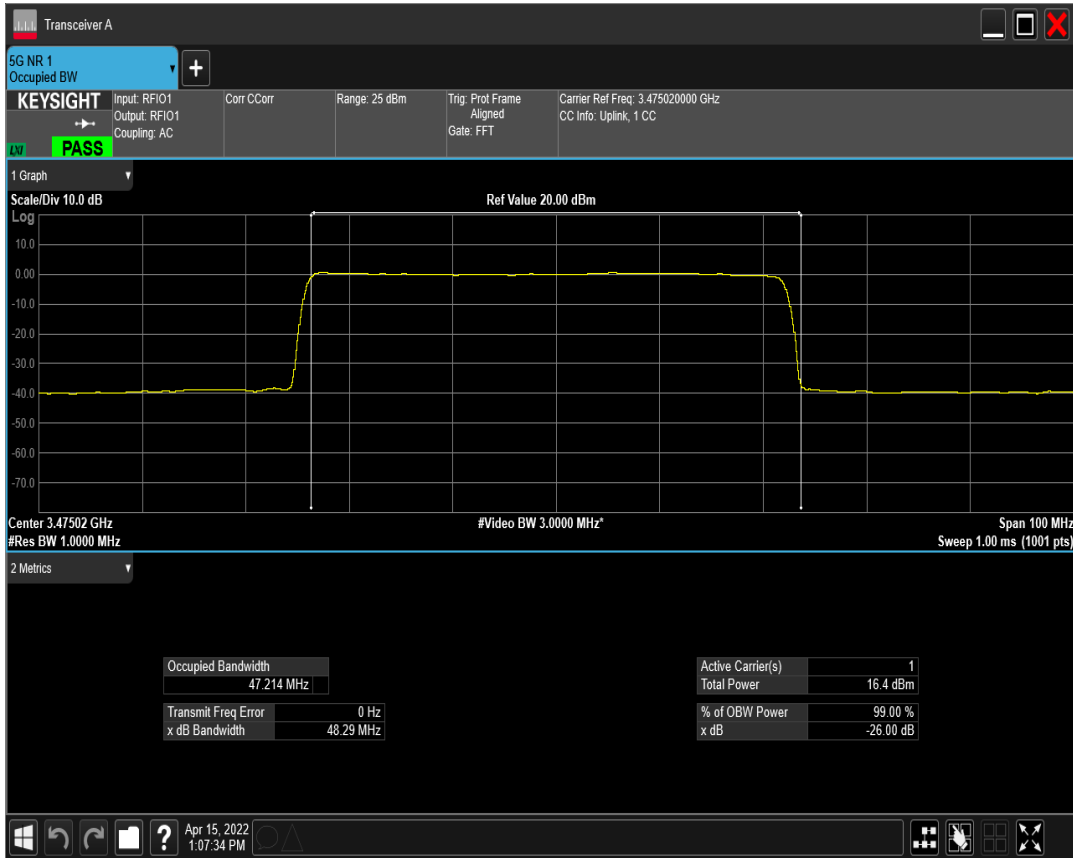 Transceiver A
5G NR 1
Occupied BW
KEYSIGHT
Input: RFIO1
Output: RFIO1
Coupling: AC
Corr CCorr
Range: 25 dBm
Trig: Prot Frame
Aligned
Gate: FFT
Carrier Ref Freq: 3.475020000 GHz
CC Info: Uplink, 1 CC
LXI
PASS
1 Graph
Scale/Div 10.0 dB
Ref Value 20.00 dBm
Log
10.0
0.00
-10.0
-20.0
-30.0
-40.0
-50.0
-60.0
-70.0
Center 3.47502 GHz
#Video BW 3.0000 MHz*
Span 100 MHz
#Res BW 1.0000 MHz
Sweep 1.00 ms (1001 pts)
2 Metrics
Occupied Bandwidth
47.214 MHz
Transmit Freq Error 0 Hz
x dB Bandwidth 48.29 MHz
Active Carrier(s) 1
Total Power 16.4 dBm
% of OBW Power 99.00 %
x dB -26.00 dB
?
Apr 15, 2022
1:07:34 PM